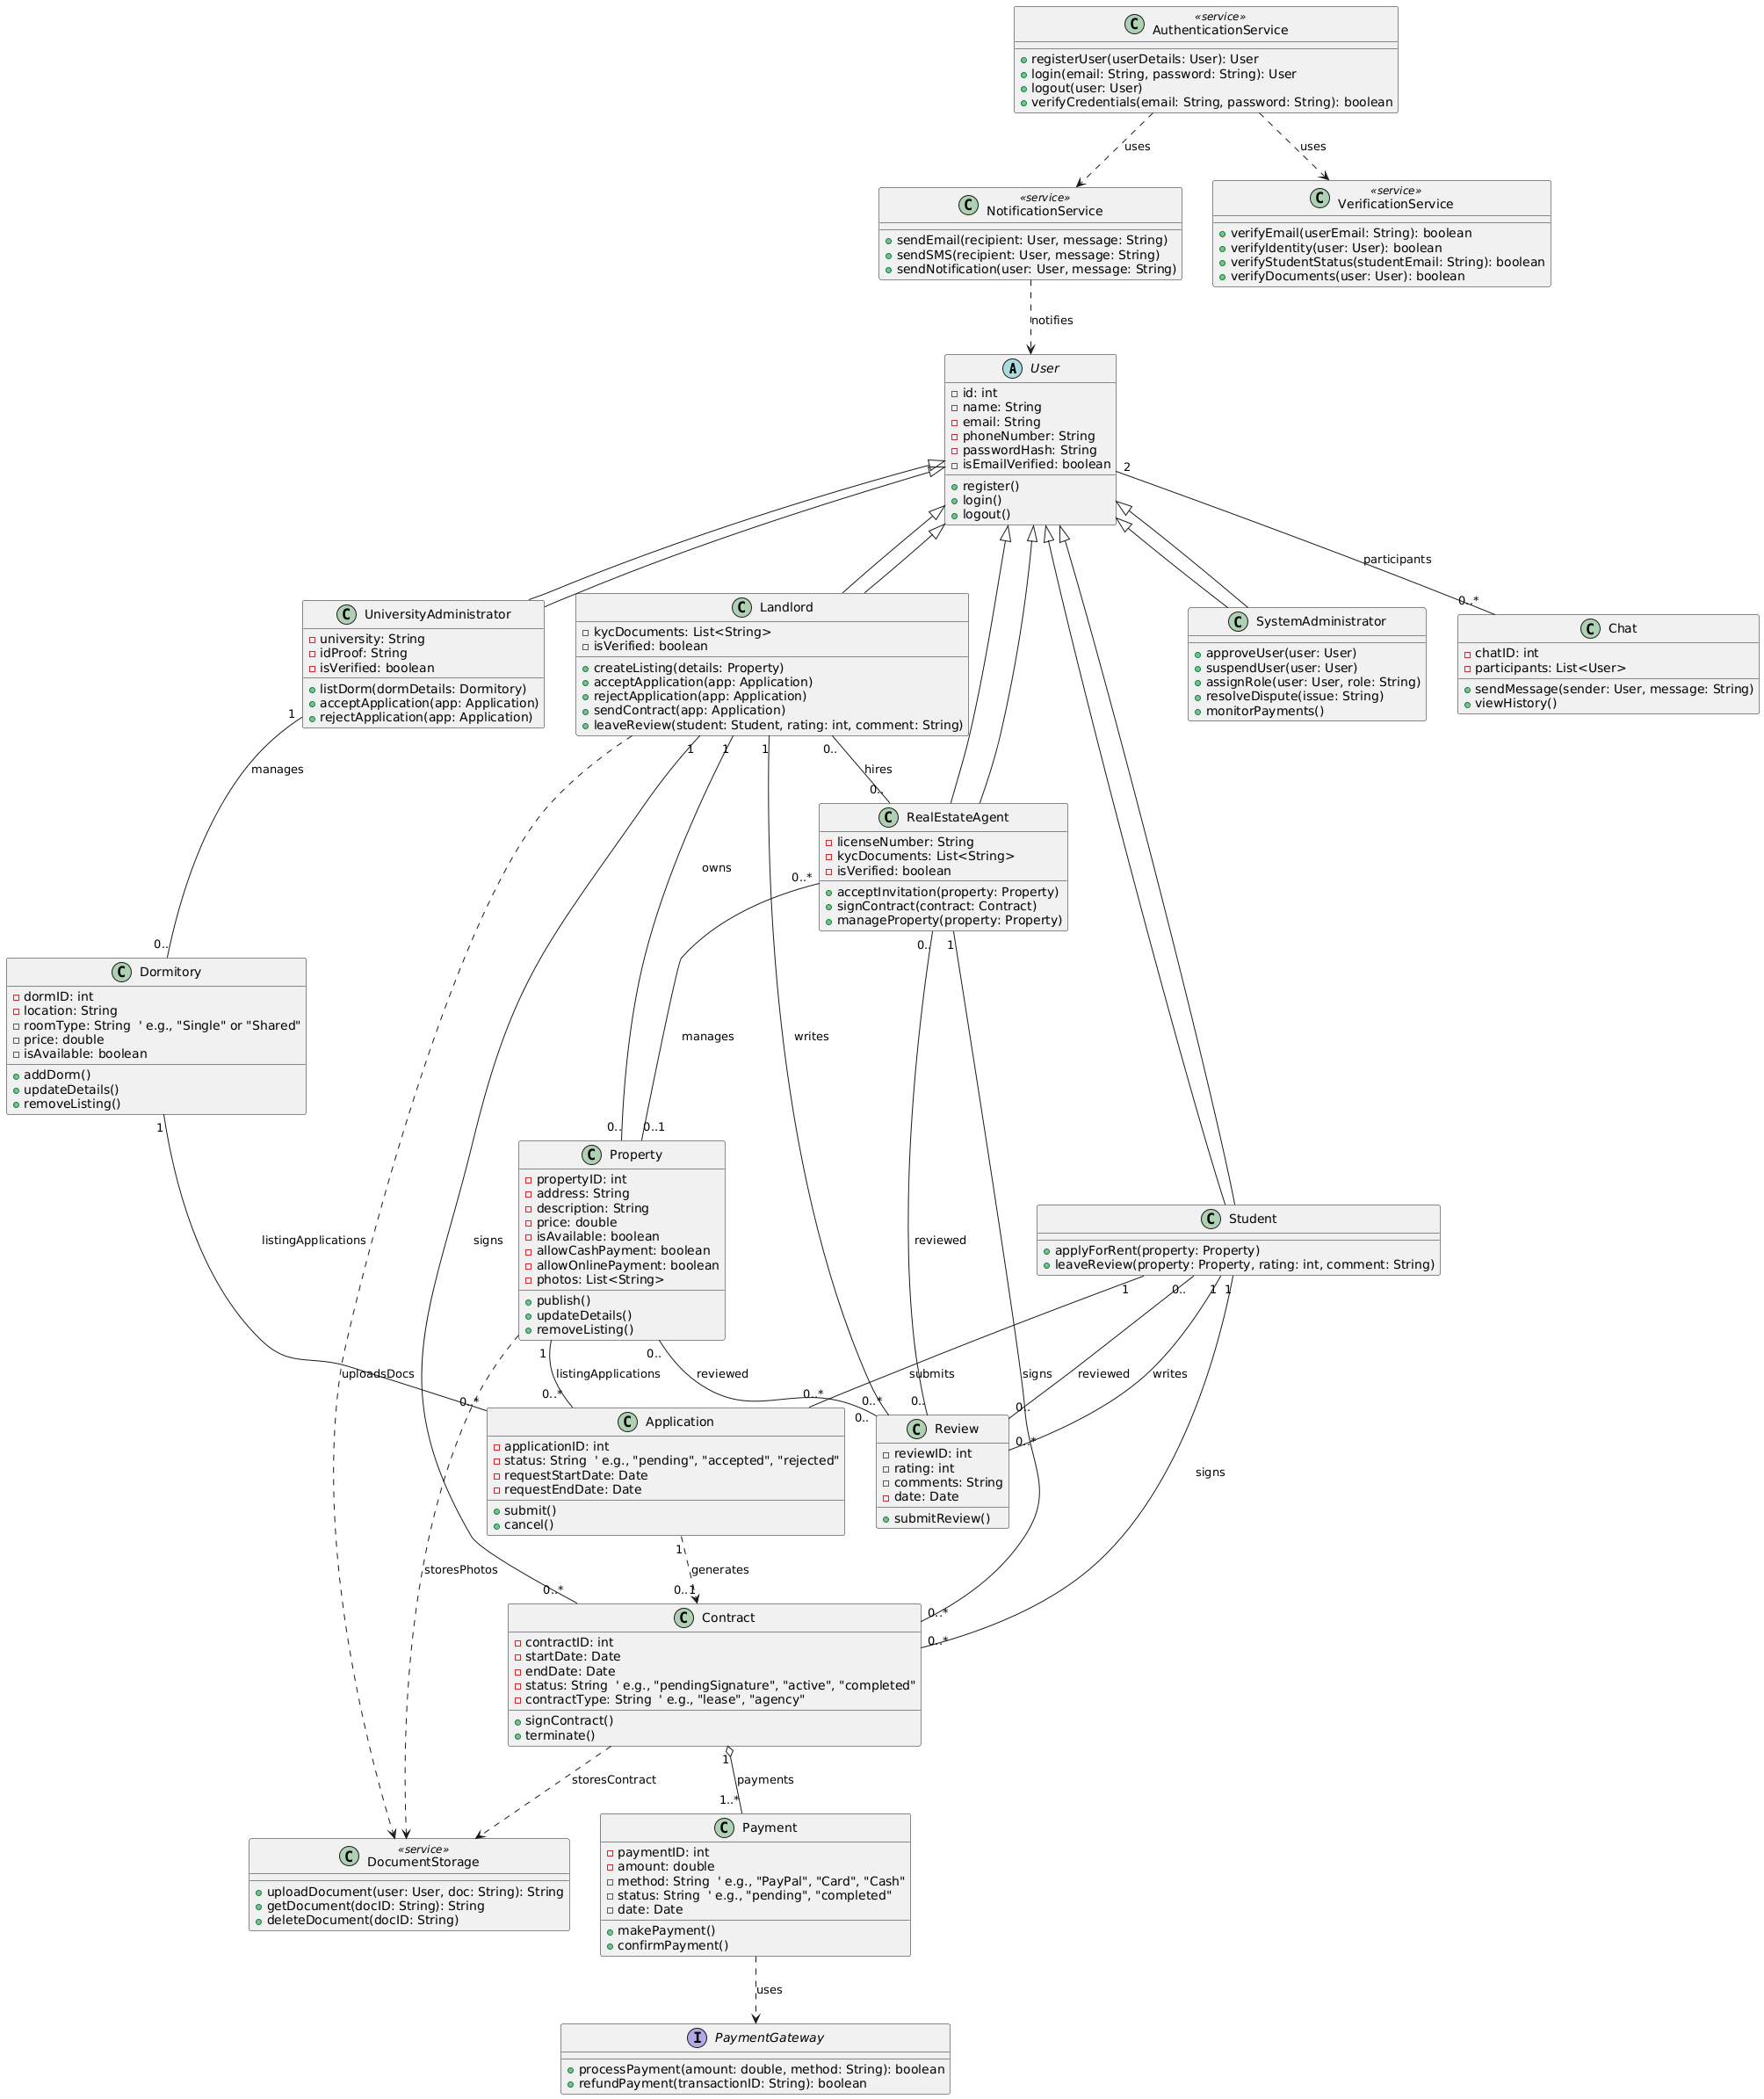 «service»
AuthenticationService
registerUser(userDetails: User): User
login(email: String, password: String): User
logout(user: User)
verifyCredentials(email: String, password: String): boolean
uses
uses
«service»
NotificationService
sendEmail(recipient: User, message: String)
sendSMS(recipient: User, message: String)
sendNotification(user: User, message: String)
«service»
VerificationService
verifyEmail(userEmail: String): boolean
verifyIdentity(user: User): boolean
verifyStudentStatus(studentEmail: String): boolean
verifyDocuments(user: User): boolean
notifies
A User
id: int
name: String
email: String
phoneNumber: String
passwordHash: String
isEmailVerified: boolean
register()
login()
logout()
2
participants
0..*
C UniversityAdministrator
university: String
idProof: String
isVerified: boolean
listDorm(dormDetails: Dormitory)
acceptApplication(app: Application)
rejectApplication(app: Application)
C Landlord
kycDocuments: List<String>
isVerified: boolean
createListing(details: Property)
acceptApplication(app: Application)
rejectApplication(app: Application)
sendContract(app: Application)
leaveReview(student: Student, rating: int, comment: String)
C SystemAdministrator
approveUser(user: User)
suspendUser(user: User)
assignRole(user: User, role: String)
resolveDispute(issue: String)
monitorPayments()
C Chat
chatID: int
participants: List<User>
sendMessage(sender: User, message: String)
viewHistory()
1
manages
0..
1
1
1
0..
hires
0..
C RealEstateAgent
licenseNumber: String
kycDocuments: List<String>
isVerified: boolean
acceptInvitation(property: Property)
signContract(contract: Contract)
manageProperty(property: Property)
owns
0..*
0..
1
C Dormitory
dormID: int
location: String
roomType: String ' e.g., "Single" or "Shared"
price: double
isAvailable: boolean
addDorm()
updateDetails()
removeListing()
1
manages
writes
0..
0..1
C Property
propertyID: int
address: String
description: String
price: double
isAvailable: boolean
allowCashPayment: boolean
allowOnlinePayment: boolean
photos: List<String>
publish()
updateDetails()
removeListing()
listingApplications
signs
reviewed
C Student
applyForRent(property: Property)
leaveReview(property: Property, rating: int, comment: String)
1
0..
1
1
1
0..
uploadsDocs
listingApplications
reviewed
submits
signs
reviewed
writes
0..*
0..*
0..*
0..*
0..
0..
0..
0..*
C Application
applicationID: int
status: String ' e.g., "pending", "accepted", "rejected"
requestStartDate: Date
requestEndDate: Date
submit()
cancel()
C Review
reviewID: int
rating: int
comments: String
date: Date
submitReview()
signs
storesPhotos
1
generates
0..1
0..*
0..*
0..*
C Contract
contractID: int
startDate: Date
endDate: Date
status: String ' e.g., "pendingSignature", "active", "completed"
contractType: String ' e.g., "lease", "agency"
signContract()
terminate()
storesContract
1
payments
1..*
«service»
DocumentStorage
uploadDocument(user: User, doc: String): String
getDocument(docID: String): String
deleteDocument(docID: String)
C Payment
paymentID: int
amount: double
method: String ' e.g., "PayPal", "Card", "Cash"
status: String ' e.g., "pending", "completed"
date: Date
makePayment()
confirmPayment()
uses
I PaymentGateway
processPayment(amount: double, method: String): boolean
refundPayment(transactionID: String): boolean